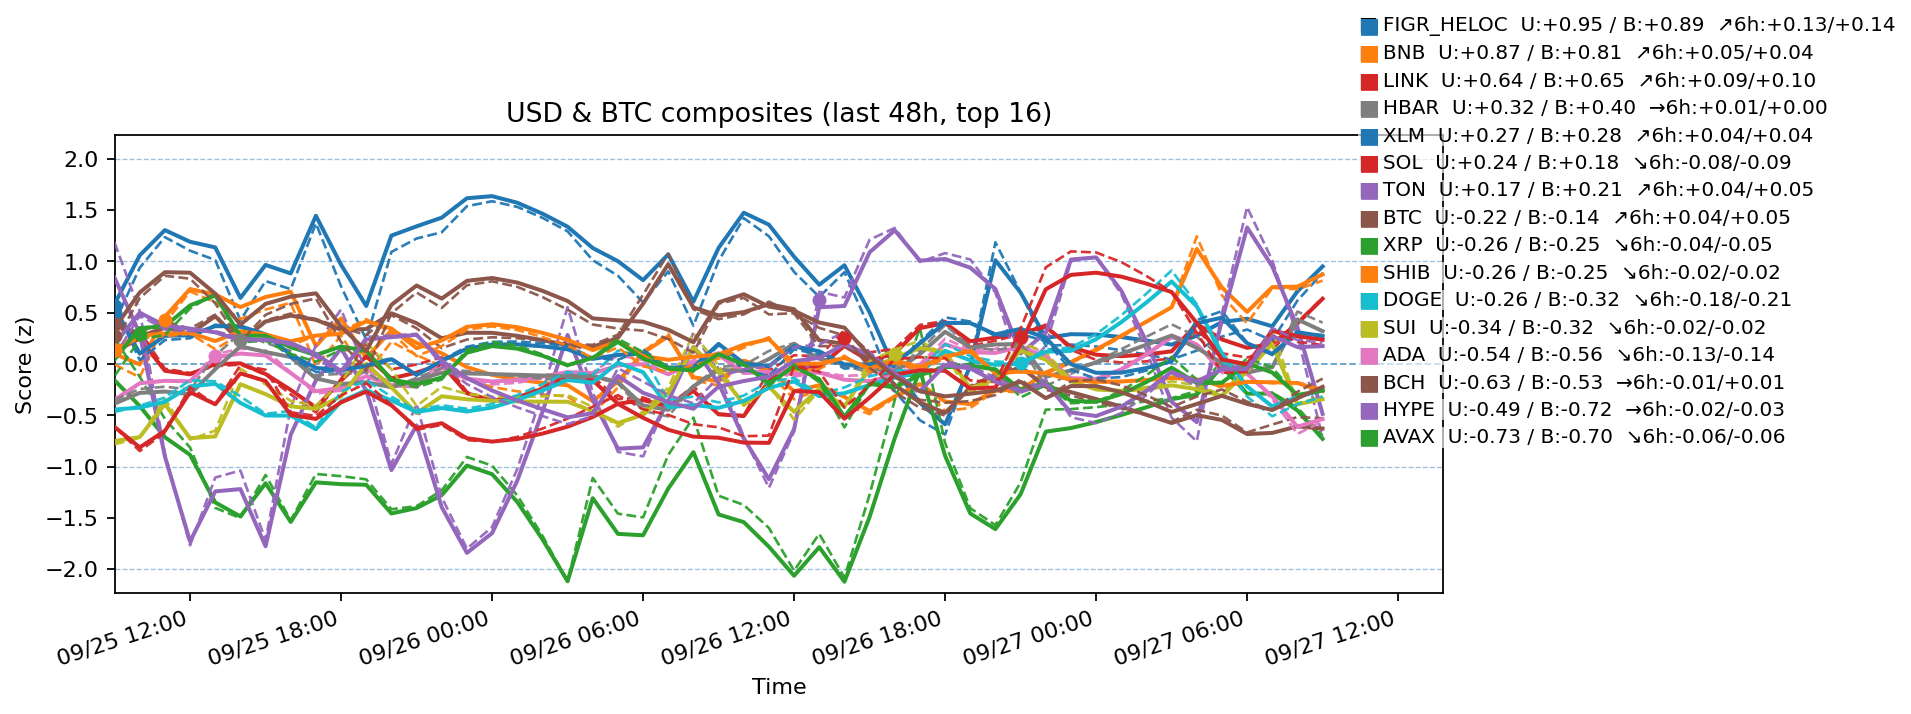 FIGR_HELOC U:+0.95 / B:+0.89 ↗6h:+0.13/+0.14
BNB U:+0.87 / B:+0.81 ↗6h:+0.05/+0.04
LINK U:+0.64 / B:+0.65 ↗6h:+0.09/+0.10
HBAR U:+0.32 / B:+0.40 →6h:+0.01/+0.00
XLM U:+0.27 / B:+0.28 ↗6h:+0.04/+0.04
SOL U:+0.24 / B:+0.18 ↘6h:-0.08/-0.09
TON U:+0.17 / B:+0.21 ↗6h:+0.04/+0.05
BTC U:-0.22 / B:-0.14 ↗6h:+0.04/+0.05
XRP U:-0.26 / B:-0.25 ↘6h:-0.04/-0.05
SHIB U:-0.26 / B:-0.25 ↘6h:-0.02/-0.02
DOGE U:-0.26 / B:-0.32 ↘6h:-0.18/-0.21
SUI U:-0.34 / B:-0.32 ↘6h:-0.02/-0.02
ADA U:-0.54 / B:-0.56 ↘6h:-0.13/-0.14
BCH U:-0.63 / B:-0.53 →6h:-0.01/+0.01
HYPE U:-0.49 / B:-0.72 →6h:-0.02/-0.03
AVAX U:-0.73 / B:-0.70 ↘6h:-0.06/-0.06
USD & BTC composites (last 48h, top 16)
Score (z)
2.0
1.5
1.0
0.5
0.0
−0.5
−1.0
−1.5
−2.0
09/25 12:00
09/25 18:00
09/26 00:00
09/26 06:00
09/26 12:00
09/26 18:00
09/27 00:00
09/27 06:00
09/27 12:00
Time